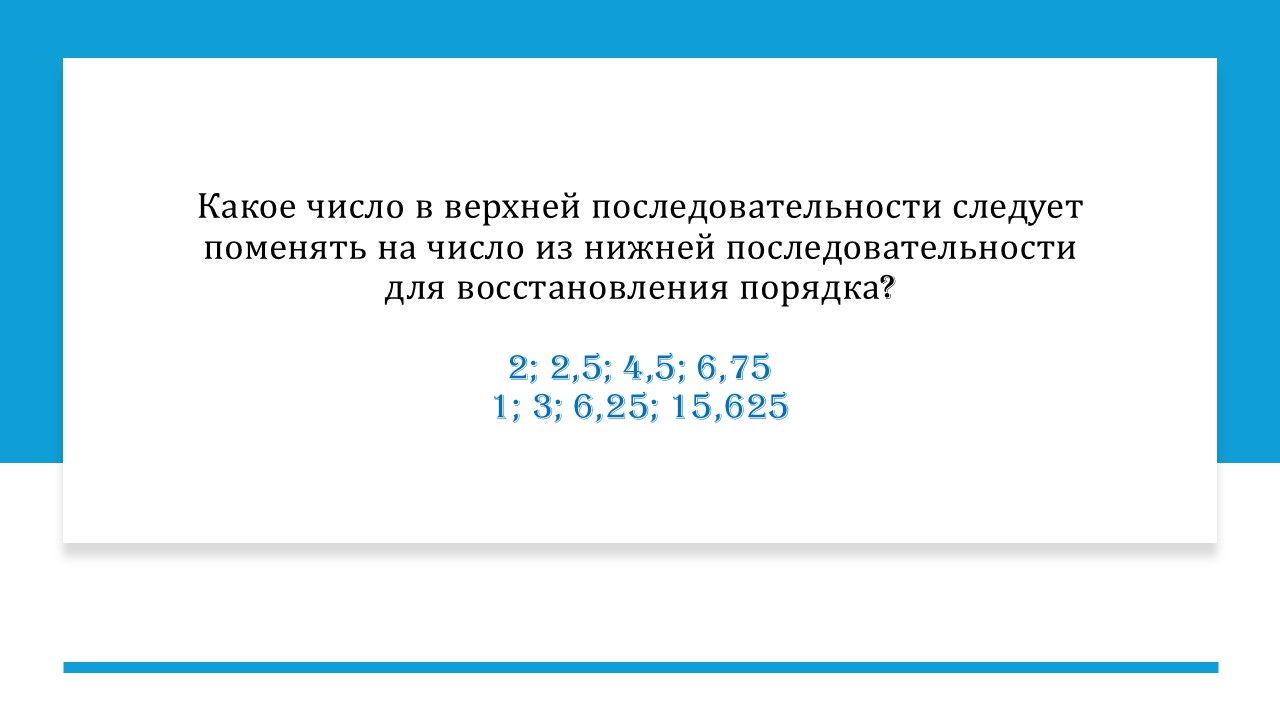 Какое число в верхней последовательности следует
поменять на число из нижней последовательности
для восстановления порядка?
2; 2,5; 4,5; 6,75
1; 3; 6,25; 15,625